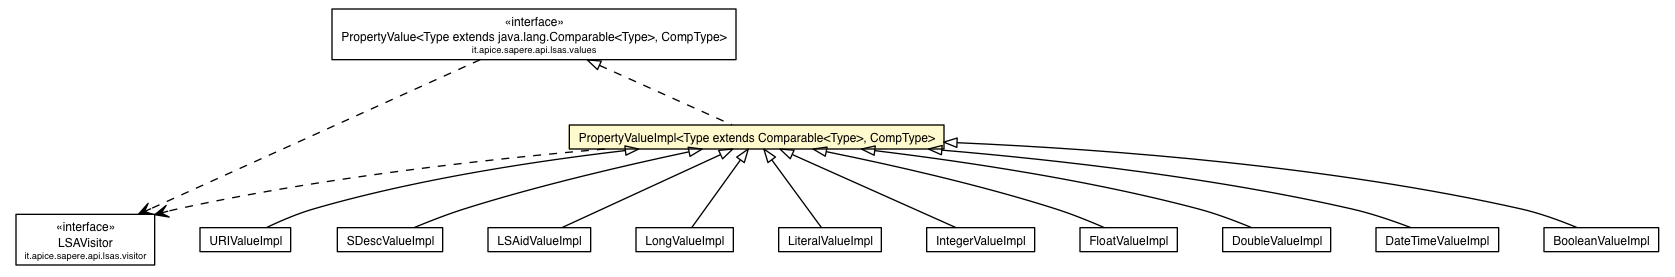 «interface»
PropertyValue<Type extends java.lang.Comparable<Type>, CompType>
it.apice.sapere.api.lsas.values
PropertyValueImpl<Type extends Comparable<Type>, CompType>
«interface»
LSAVisitor
it.apice.sapere.api.lsas.visitor
URIValueImpl
SDescValueImpl
LSAidValueImpl
LongValueImpl
LiteralValueImpl
IntegerValueImpl
FloatValueImpl
DoubleValueImpl
DateTimeValueImpl
BooleanValueImpl